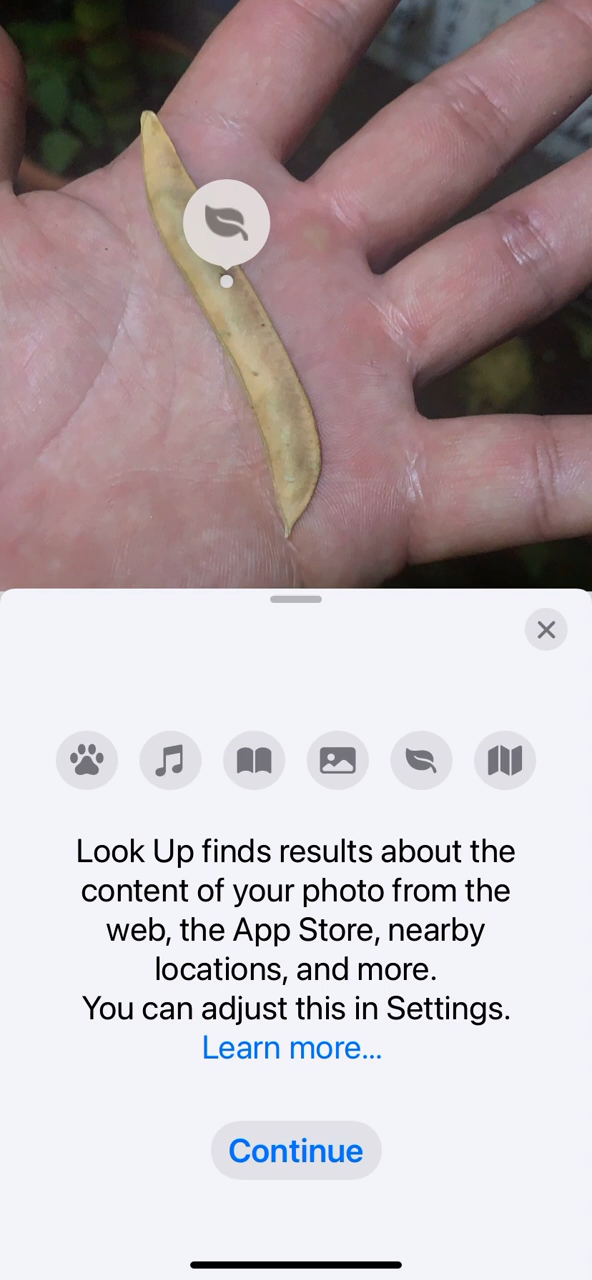 Look Up finds results about the
content of your photo from the
web, the App Store, nearby
locations, and more.
You can adjust this in Settings.
Learn more...
Continue